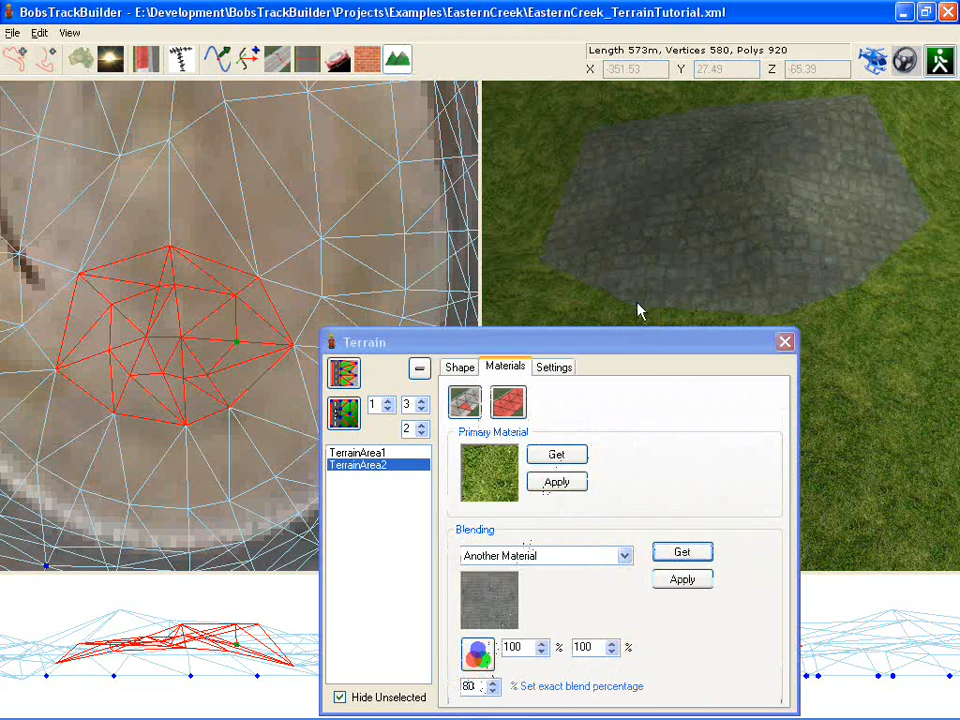 BobsTrackBuilder - E:\Development\BobsTrackBuilder\Projects\Examples\EasternCreek\EasternCreek_TerrainTutorial.xml
File Edit View
Length 573m, Vertices 580, Polys 920
X -351.53 Y 27.49 Z -65.39
Terrain
Shape Materials Settings
1 3
2
TerrainArea1
TerrainArea2
Primary Material
Get
Apply
Blending
Another Material
Get
Apply
100 % 100 %
80 % Set exact blend percentage
Hide Unselected